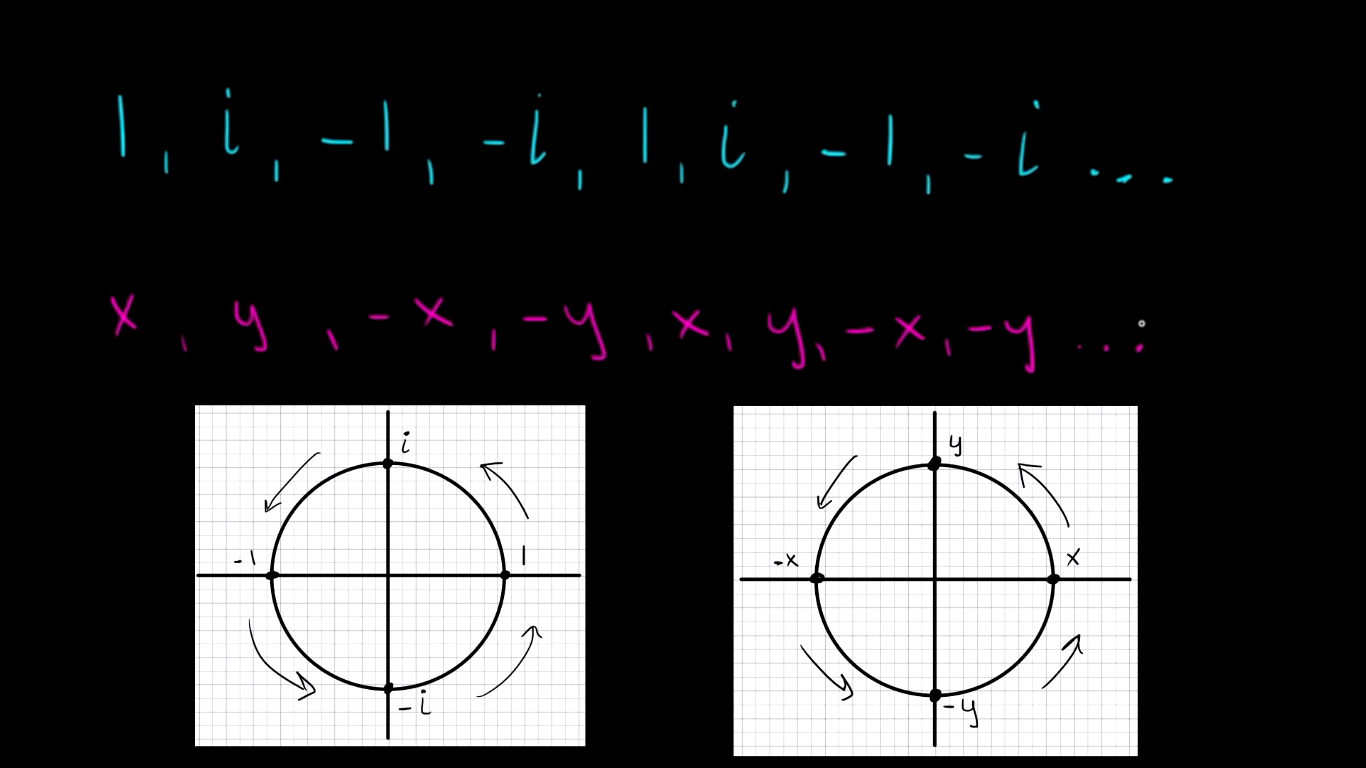 1, i, -1, -i, 1, i, -1, -i ...
x, y, -x, -y, x, y, -x, -y ...
i
-1
1
-i
y
-x
x
-y